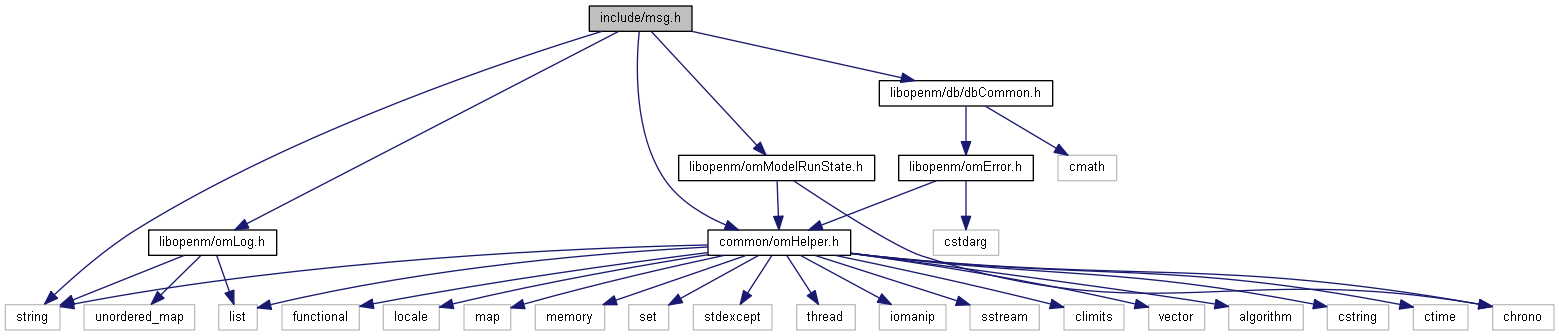 include/msg.h
libopenm/db/dbCommon.h
libopenm/omModelRunState.h
libopenm/omError.h
cmath
libopenm/omLog.h
common/omHelper.h
cstdarg
string
unordered_map
list
functional
locale
map
memory
set
stdexcept
thread
iomanip
sstream
climits
vector
algorithm
cstring
ctime
chrono